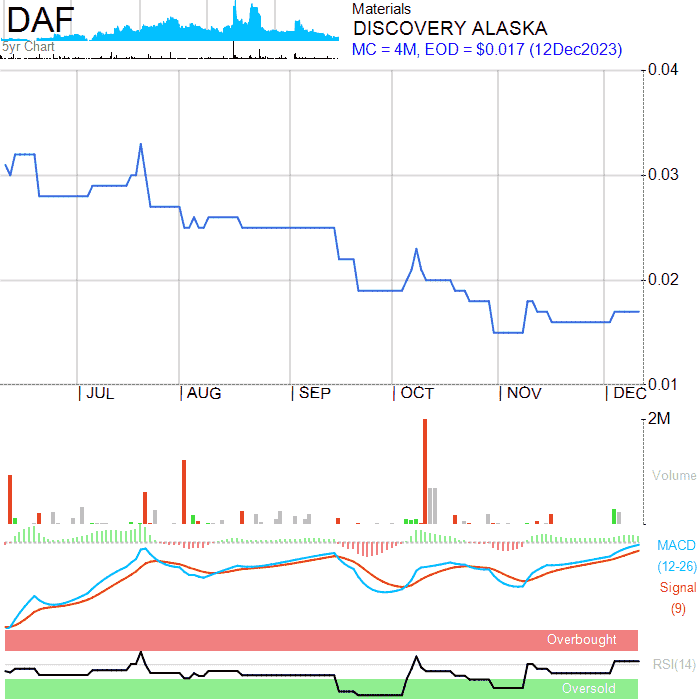 DAF
5yr Chart
Materials
DISCOVERY ALASKA
MC = 4M, EOD = $0.017 (12Dec2023)
0.04
0.03
0.02
0.01
| JUL | AUG | SEP | OCT | NOV | DEC
2M
Volume
MACD
(12-26)
Signal
(9)
Overbought
RSI(14)
Oversold